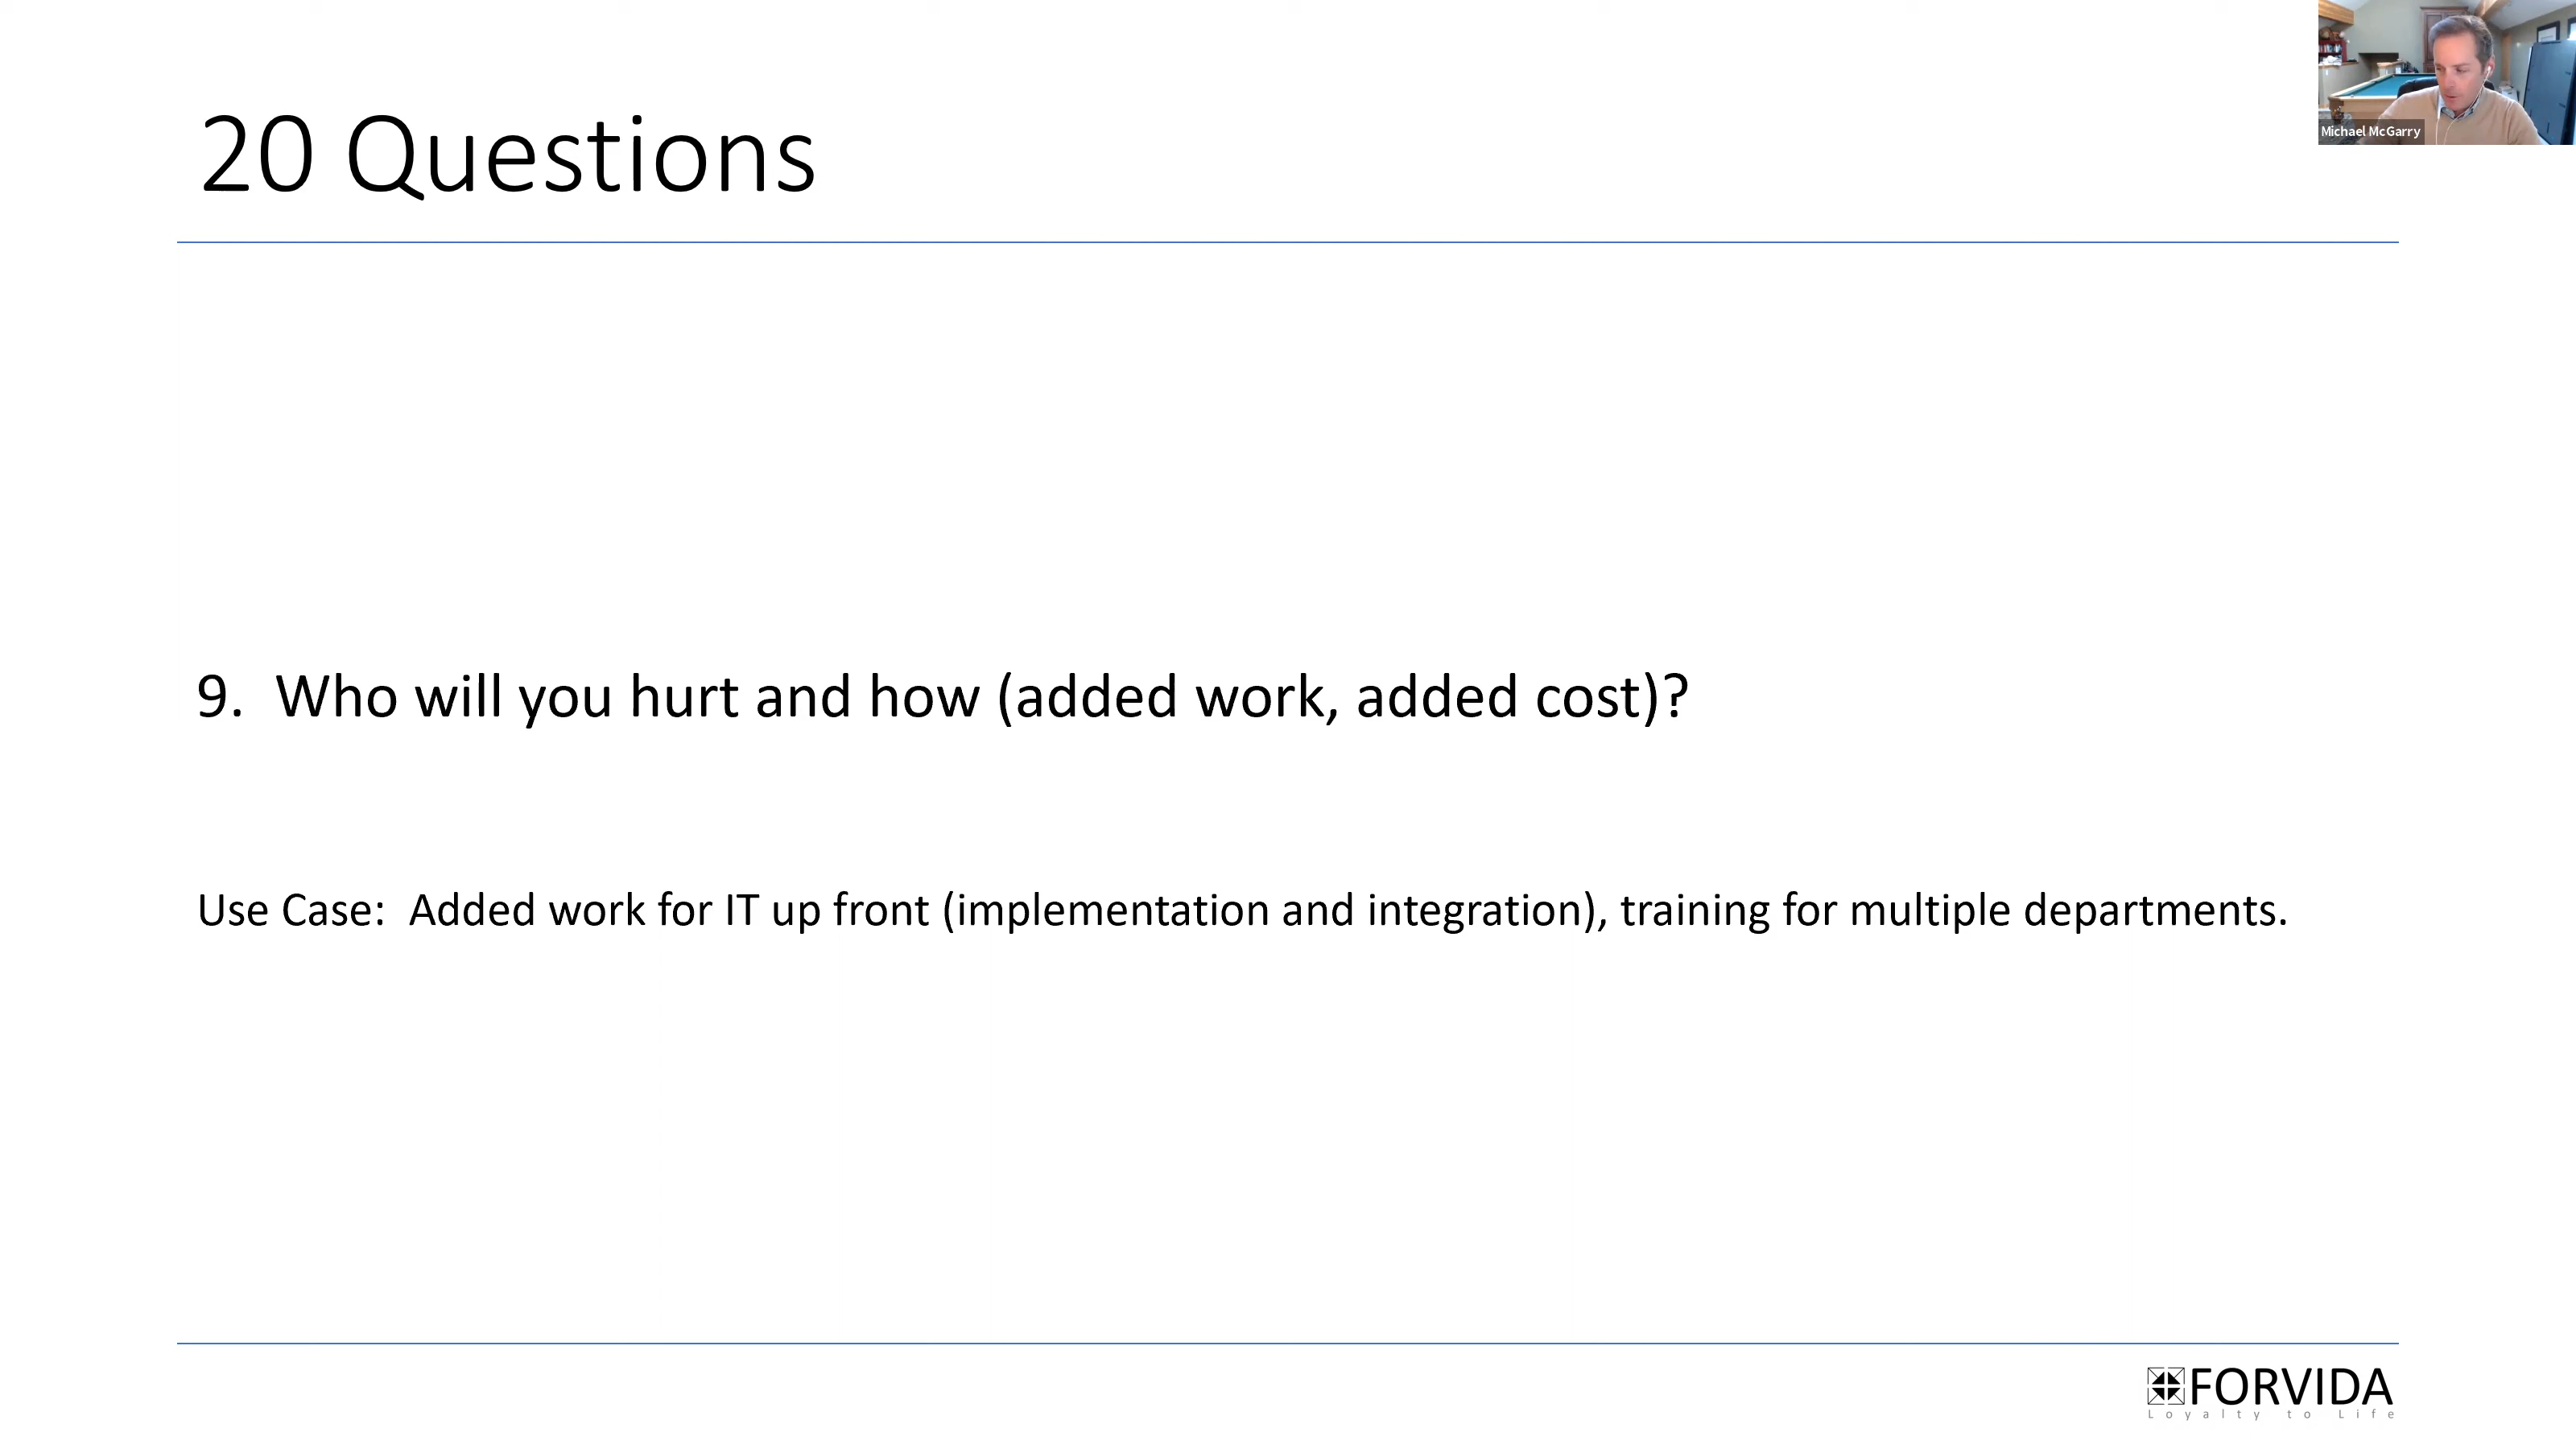 20 Questions
Michael McGarry
9. Who will you hurt and how (added work, added cost)?
Use Case: Added work for IT up front (implementation and integration), training for multiple departments.
FORVIDA
Loyalty to Life